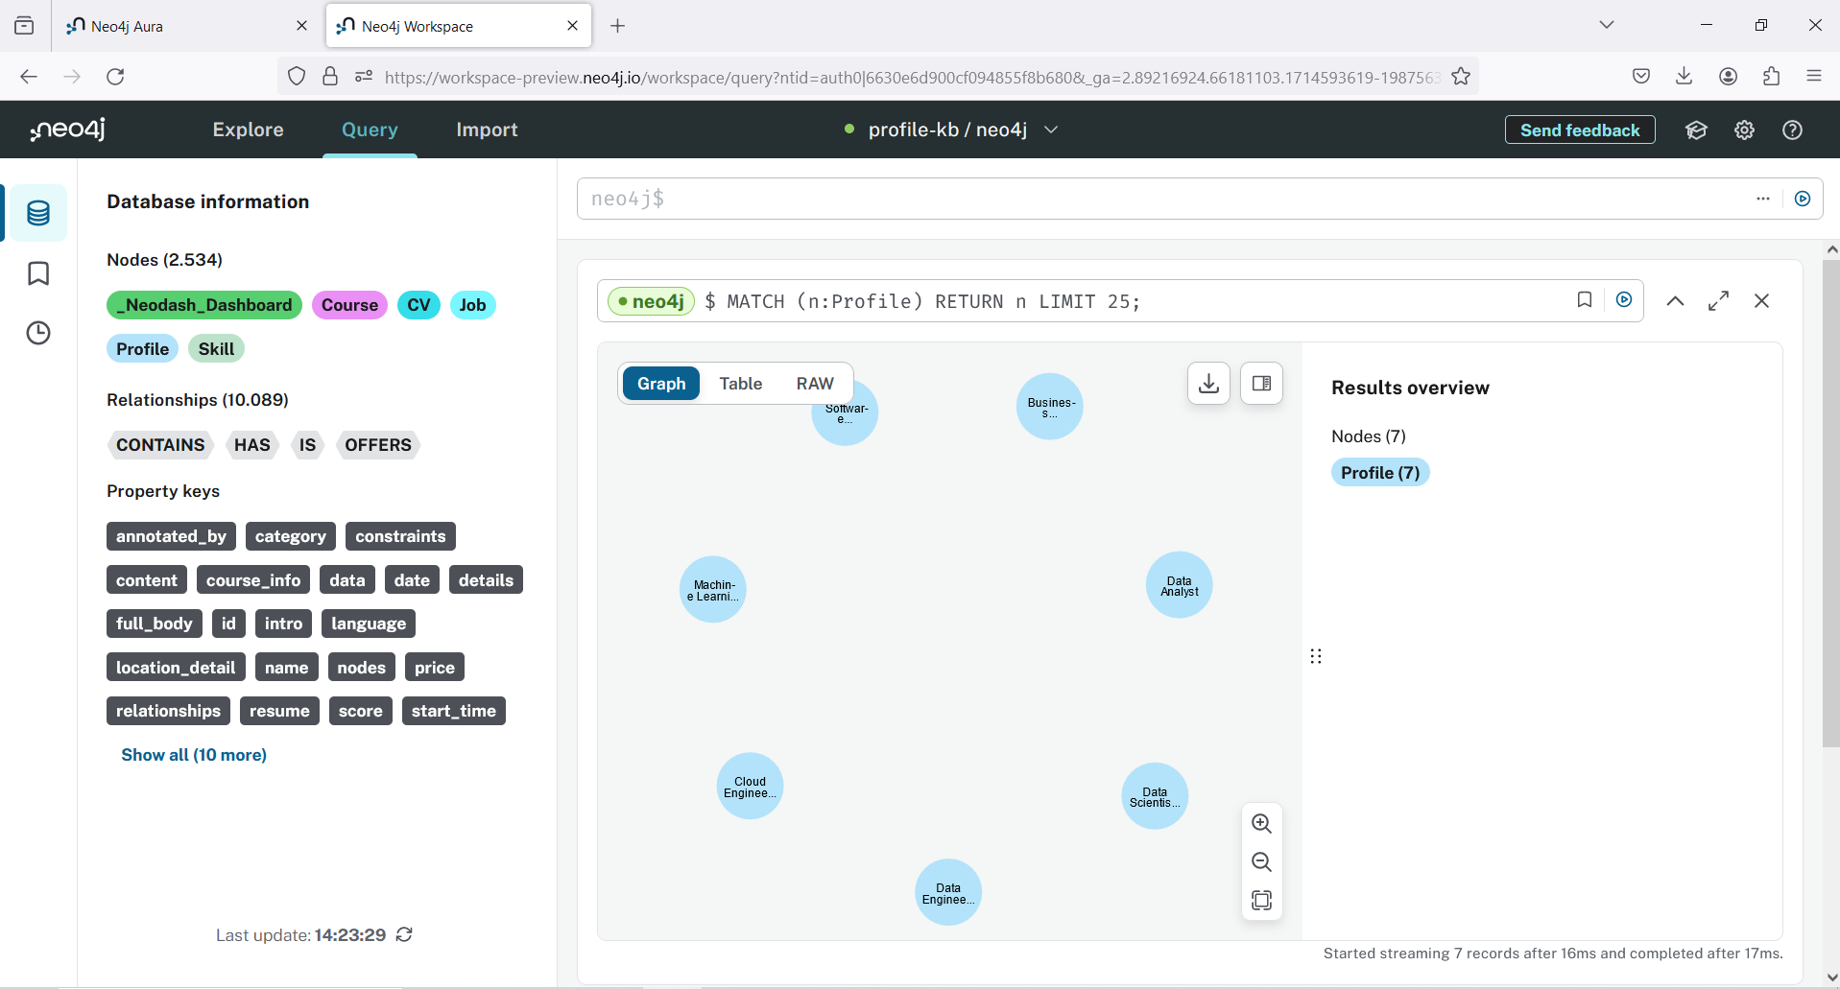 Neo4j Aura
Neo4j Workspace
https://workspace-preview.neo4j.io/workspace/query?ntid=auth0|6630e6d900cf094855f8b680&_ga=2.89216924.66181103.1714593619-1987563
neo4j
Explore
Query
Import
profile-kb / neo4j
Send feedback
Database information
Nodes (2.534)
_Neodash_Dashboard Course CV Job
Profile Skill
Relationships (10.089)
CONTAINS HAS IS OFFERS
Property keys
annotated_by category constraints
content course_info data date details
full_body id intro language
location_detail name nodes price
relationships resume score start_time
Show all (10 more)
Last update: 14:23:29
neo4j$
neo4j $ MATCH (n:Profile) RETURN n LIMIT 25;
Graph Table RAW
Softwar-
e...
Busines-
s...
Machin-
e Learni...
Data
Analyst
Cloud
Enginee...
Data
Scientis...
Data
Enginee...
Results overview
Nodes (7)
Profile (7)
Started streaming 7 records after 16ms and completed after 17ms.